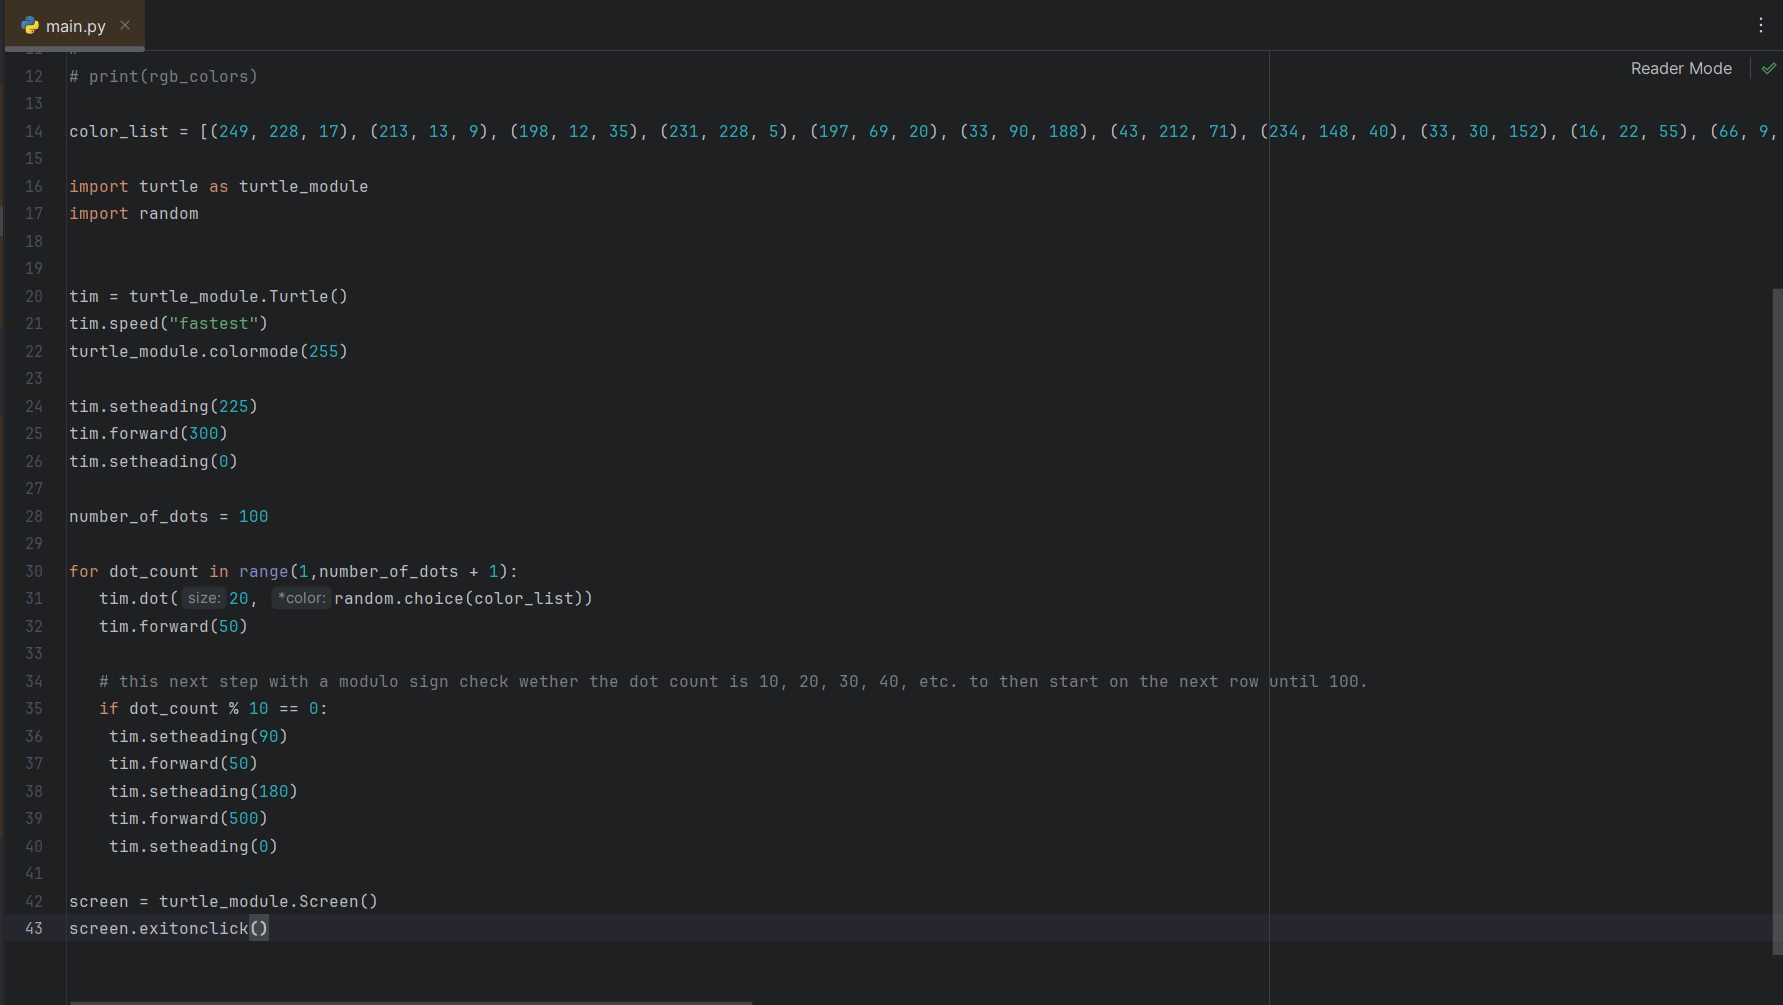 main.py
Reader Mode
12 # print(rgb_colors)
13
14 color_list = [(249, 228, 17), (213, 13, 9), (198, 12, 35), (231, 228, 5), (197, 69, 20), (33, 90, 188), (43, 212, 71), (234, 148, 40), (33, 30, 152), (16, 22, 55), (66, 9,
15
16 import turtle as turtle_module
17 import random
18
19
20 tim = turtle_module.Turtle()
21 tim.speed("fastest")
22 turtle_module.colormode(255)
23
24 tim.setheading(225)
25 tim.forward(300)
26 tim.setheading(0)
27
28 number_of_dots = 100
29
30 for dot_count in range(1,number_of_dots + 1):
31    tim.dot( size: 20, *color: random.choice(color_list))
32    tim.forward(50)
33
34    # this next step with a modulo sign check wether the dot count is 10, 20, 30, 40, etc. to then start on the next row until 100.
35    if dot_count % 10 == 0:
36     tim.setheading(90)
37     tim.forward(50)
38     tim.setheading(180)
39     tim.forward(500)
40     tim.setheading(0)
41
42 screen = turtle_module.Screen()
43 screen.exitonclick()